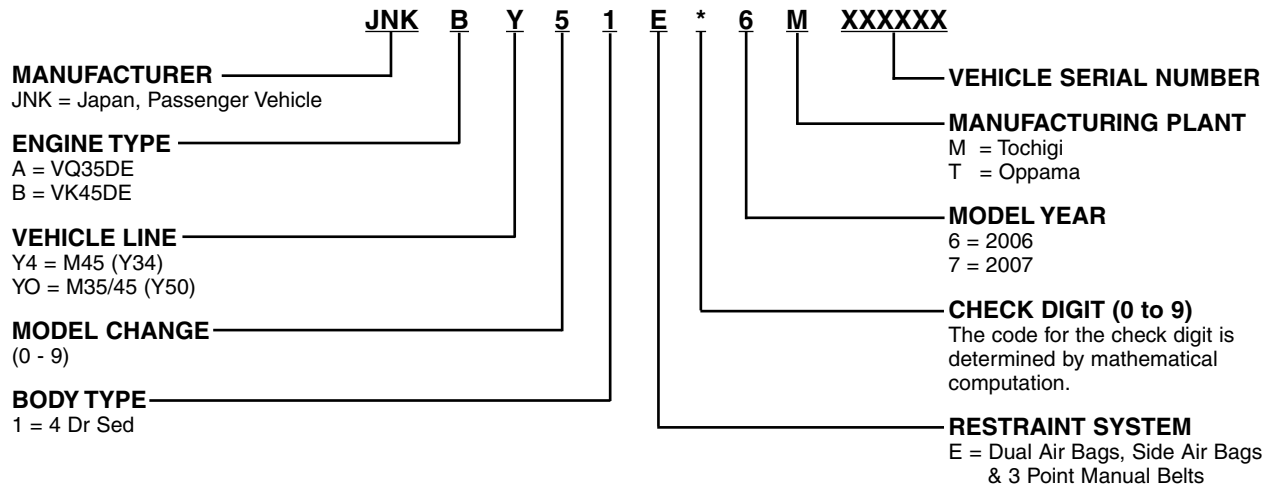 JNK B Y 5 1 E * 6 M XXXXXX
MANUFACTURER
JNK = Japan, Passenger Vehicle
ENGINE TYPE
A = VQ35DE
B = VK45DE
VEHICLE LINE
Y4 = M45 (Y34)
YO = M35/45 (Y50)
MODEL CHANGE
(0 - 9)
BODY TYPE
1 = 4 Dr Sed
VEHICLE SERIAL NUMBER
MANUFACTURING PLANT
M = Tochigi
T = Oppama
MODEL YEAR
6 = 2006
7 = 2007
CHECK DIGIT (0 to 9)
The code for the check digit is
determined by mathematical
computation.
RESTRAINT SYSTEM
E = Dual Air Bags, Side Air Bags
& 3 Point Manual Belts